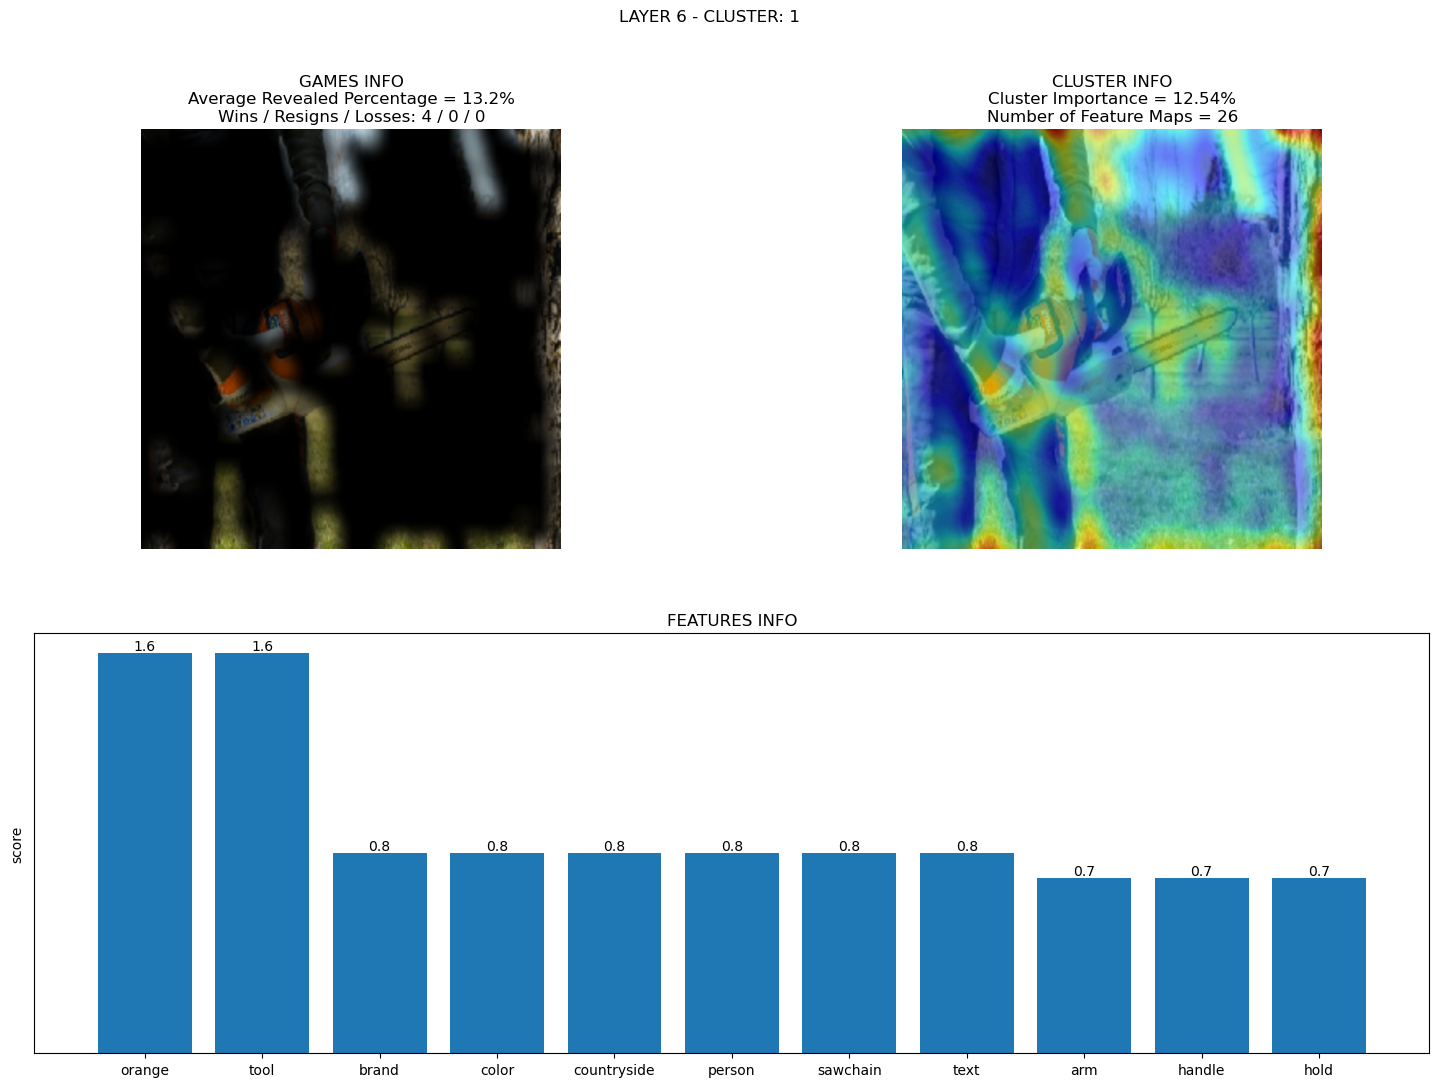 LAYER 6 - CLUSTER: 1
GAMES INFO
Average Revealed Percentage = 13.2%
Wins / Resigns / Losses: 4 / 0 / 0
CLUSTER INFO
Cluster Importance = 12.54%
Number of Feature Maps = 26
FEATURES INFO
score
1.6
1.6
0.8
0.8
0.8
0.8
0.8
0.8
0.7
0.7
0.7
orange
tool
brand
color
countryside
person
sawchain
text
arm
handle
hold